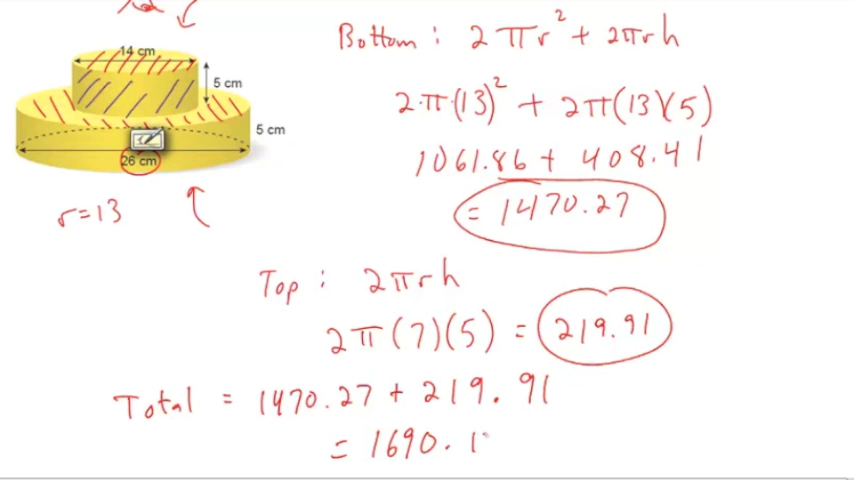 14 cm
5 cm
5 cm
26 cm
r=13
Bottom : 2πr² + 2πrh
2·π·(13)² + 2π(13)(5)
1061.86 + 408.41
= 1470.27
Top : 2πrh
2π(7)(5) = 219.91
Total = 1470.27 + 219.91
= 1690.1